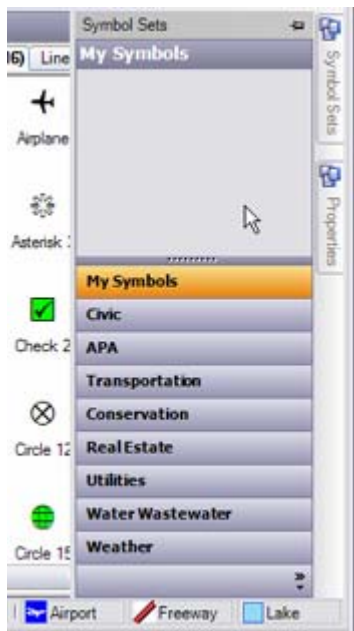 Symbol Sets
My Symbols
Line
Airplane
Asterisk
Check 2
Circle 12
Circle 15
My Symbols
Civic
APA
Transportation
Conservation
Real Estate
Utilities
Water Wastewater
Weather
Symbol Sets
Properties
Airport Freeway Lake